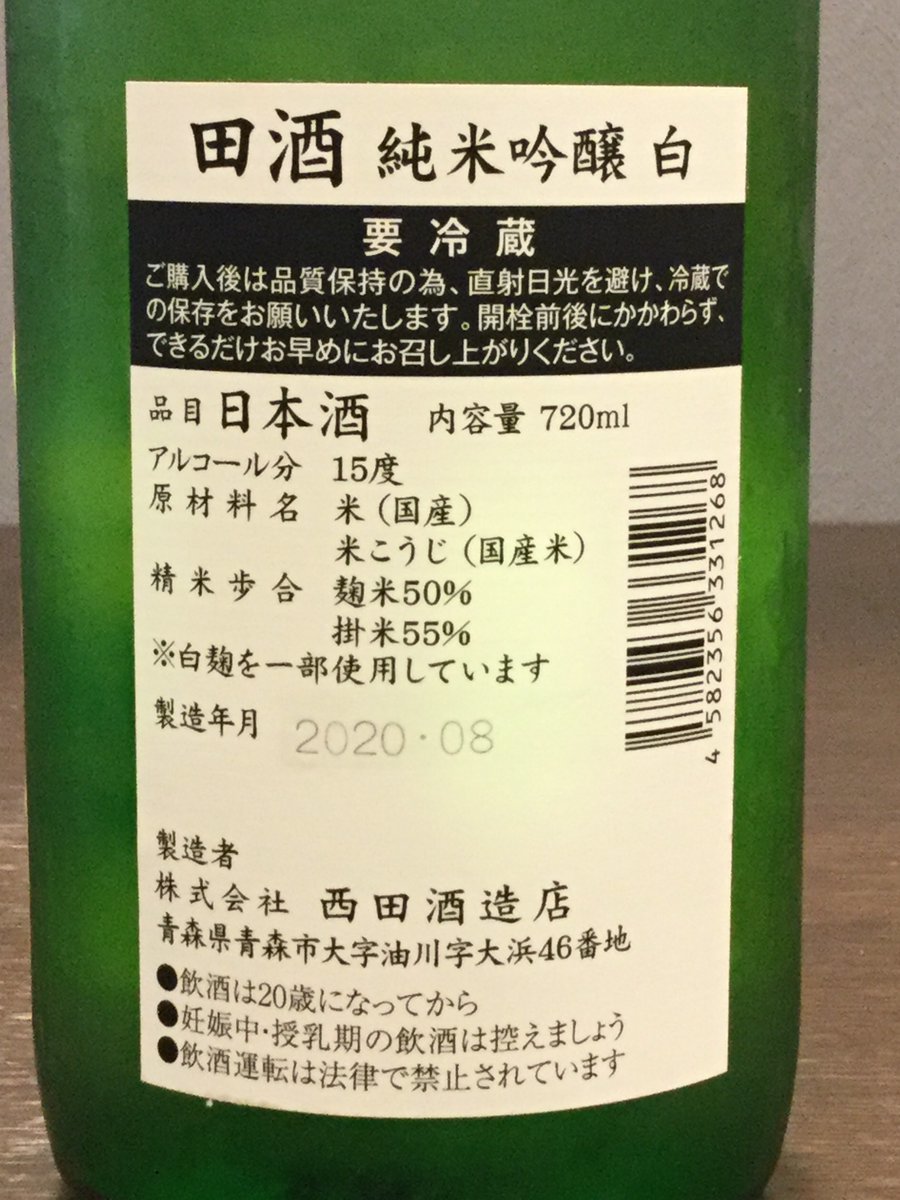 田酒 純米吟醸 白
要冷蔵
ご購入後は品質保持の為、直射日光を避け、冷蔵で
の保存をお願いいたします。開栓前後にかかわらず、
できるだけお早めにお召し上がりください。
品目 日本酒 内容量 720ml
アルコール分 15度
原材料名 米（国産）
米こうじ（国産米）
精米歩合 麹米50%
掛米55%
※白麹を一部使用しています
製造年月 2020・08
4 582356 331268
製造者
株式会社 西田酒造店
青森県青森市大字油川字大浜46番地
●飲酒は20歳になってから
●妊娠中・授乳期の飲酒は控えましょう
●飲酒運転は法律で禁止されています